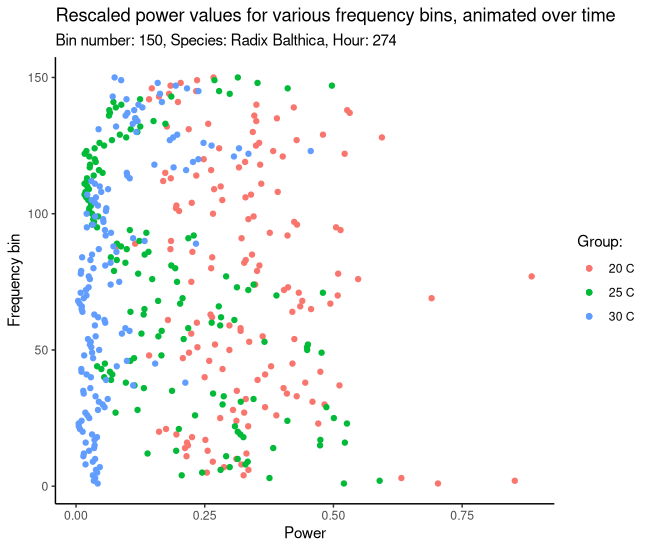 Rescaled power values for various frequency bins, animated over time
Bin number: 150, Species: Radix Balthica, Hour: 274
150
100
50
0
Frequency bin
0.00 0.25 0.50 0.75
Power
Group:
20 C
25 C
30 C